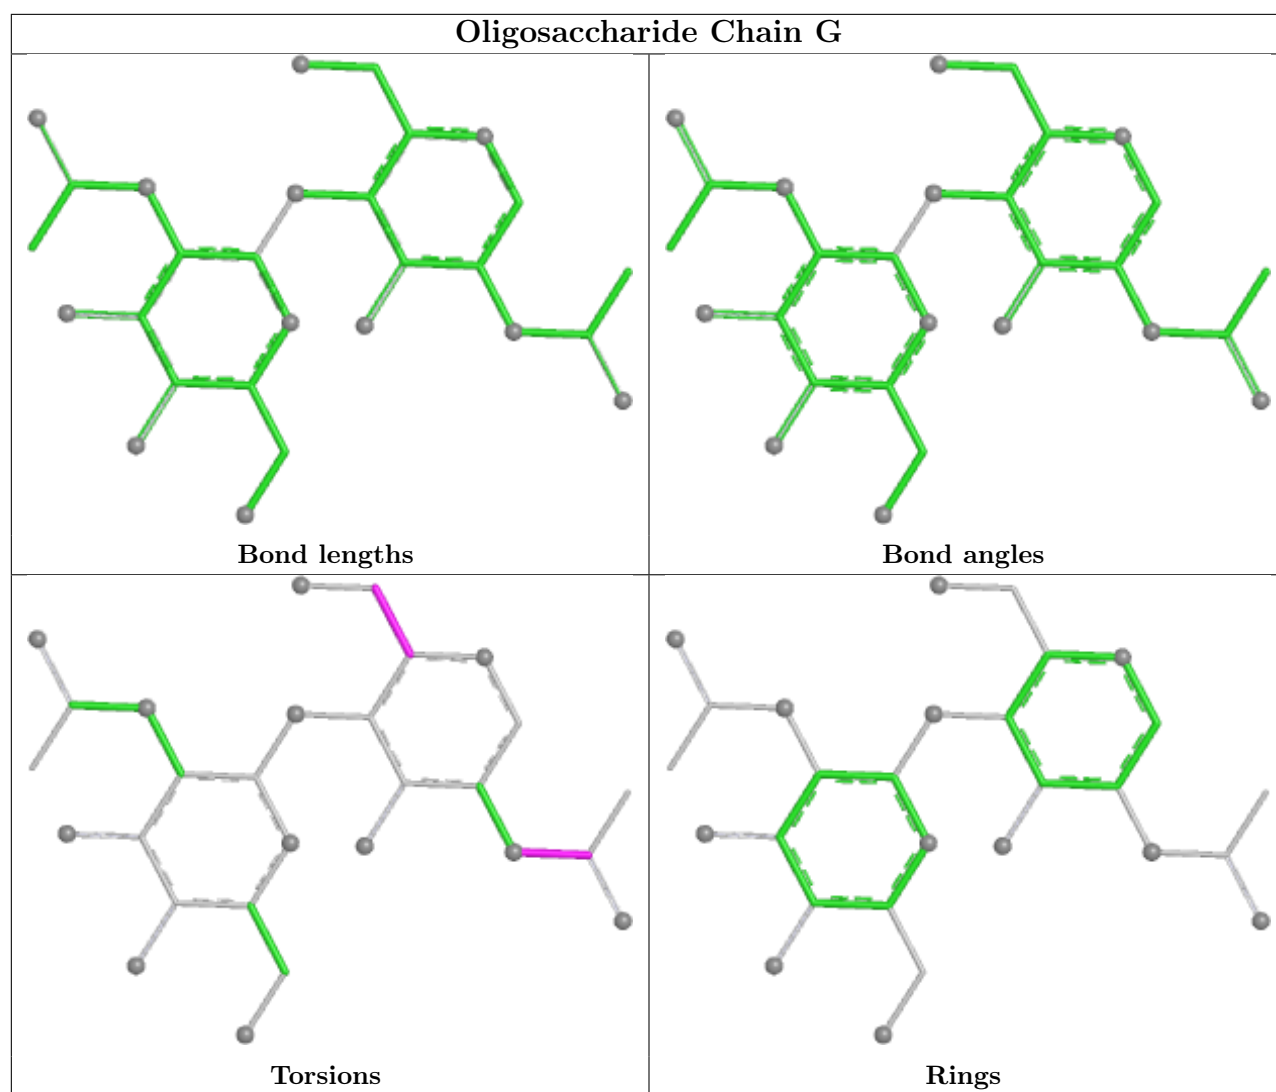 Oligosaccharide Chain G
Bond lengths
Bond angles
Torsions
Rings